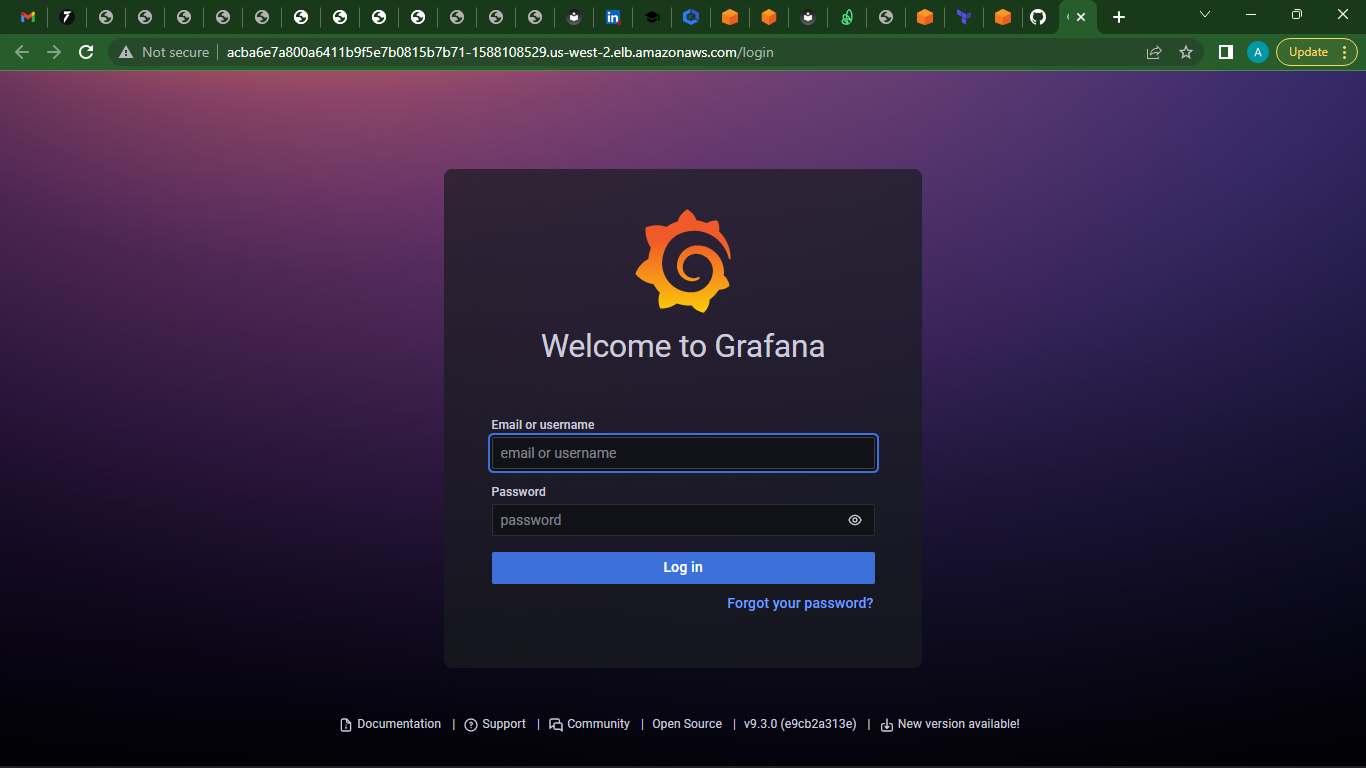 Not secure
acba6e7a800a6411b9f5e7b0815b7b71-1588108529.us-west-2.elb.amazonaws.com/login
A
Update
Welcome to Grafana
Email or username
email or username
Password
password
Log in
Forgot your password?
Documentation | Support | Community | Open Source | v9.3.0 (e9cb2a313e) | New version available!